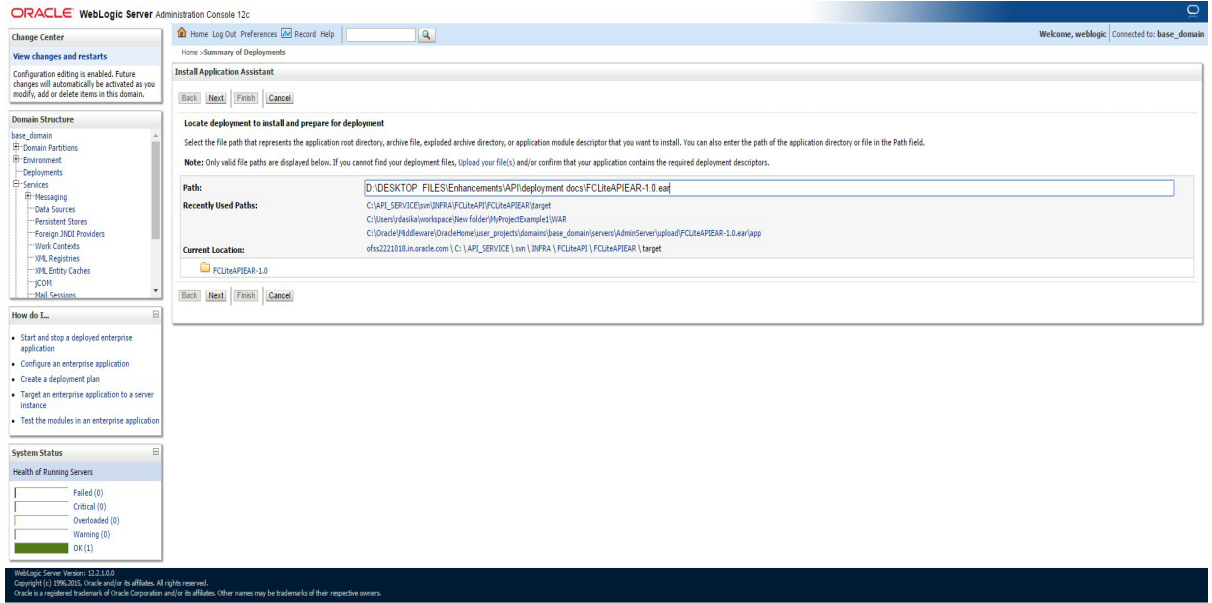 ORACLE WebLogic Server Administration Console 12c
Change Center
View changes and restarts
Configuration editing is enabled. Future
changes will automatically be activated as you
modify, add or delete items in this domain.
Domain Structure
base_domain
Domain Partitions
Environment
Deployments
Services
Messaging
Data Sources
Persistent Stores
Foreign JNDI Providers
Work Contexts
XML Registries
XML Entity Caches
jCOM
Mail Sessions
How do I...
Start and stop a deployed enterprise
application
Configure an enterprise application
Create a deployment plan
Target an enterprise application to a server
instance
Test the modules in an enterprise application
System Status
Health of Running Servers
Failed (0)
Critical (0)
Overloaded (0)
Warning (0)
OK (1)
Home Log Out Preferences Record Help
Welcome, weblogic Connected to: base_domain
Home >Summary of Deployments
Install Application Assistant
Back Next Finish Cancel
Locate deployment to install and prepare for deployment
Select the file path that represents the application root directory, archive file, exploded archive directory, or application module descriptor that you want to install. You can also enter the path of the application directory or file in the Path field.
Note: Only valid file paths are displayed below. If you cannot find your deployment files, Upload your file(s) and/or confirm that your application contains the required deployment descriptors.
Path: D:\DESKTOP FILES\Enhancements\API\deployment docs\FCLiteAPIEAR-1.0.ear
Recently Used Paths: C:\API_SERVICE\svn\INFRA\FCLiteAPI\FCLiteAPIEAR\target
C:\Users\rdasika\workspace\New folder\MyProjectExample1\WAR
C:\Oracle\Middleware\OracleHome\user_projects\domains\base_domain\servers\AdminServer\upload\FCLiteAPIEAR-1.0.ear\app
Current Location: ofss2221018.in.oracle.com \ C: \ API_SERVICE \ svn \ INFRA \ FCLiteAPI \ FCLiteAPIEAR \ target
FCLiteAPIEAR-1.0
Back Next Finish Cancel
WebLogic Server Version: 12.2.1.0.0
Copyright (c) 1996,2015, Oracle and/or its affiliates. All rights reserved.
Oracle is a registered trademark of Oracle Corporation and/or its affiliates. Other names may be trademarks of their respective owners.